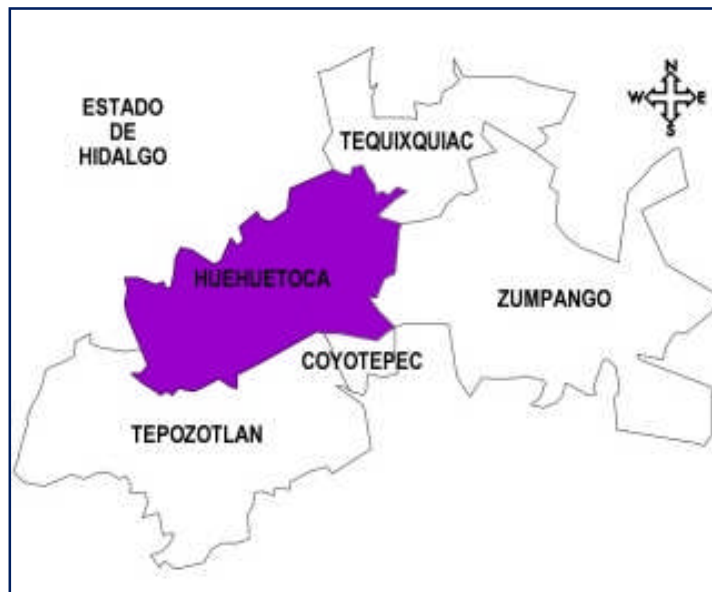 ESTADO
DE
HIDALGO
N
W E
S
TEQUIXQUIAC
HUEHUETOCA
ZUMPANGO
COYOTEPEC
TEPOZOTLAN